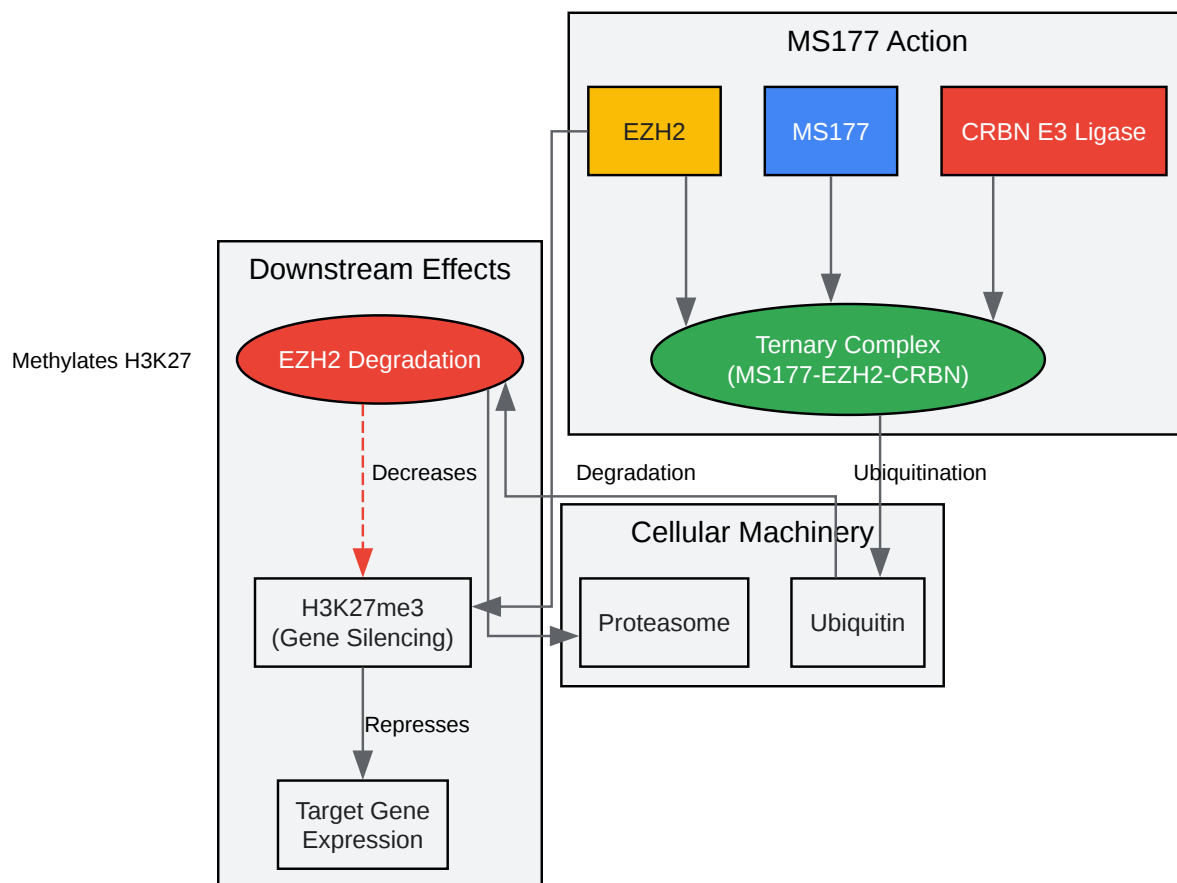 MS177 Action
EZH2
MS177
CRBN E3 Ligase
Downstream Effects
Methylates H3K27
EZH2 Degradation
Ternary Complex
(MS177-EZH2-CRBN)
Decreases
Degradation
Ubiquitination
Cellular Machinery
H3K27me3
(Gene Silencing)
Proteasome
Ubiquitin
Represses
Target Gene
Expression